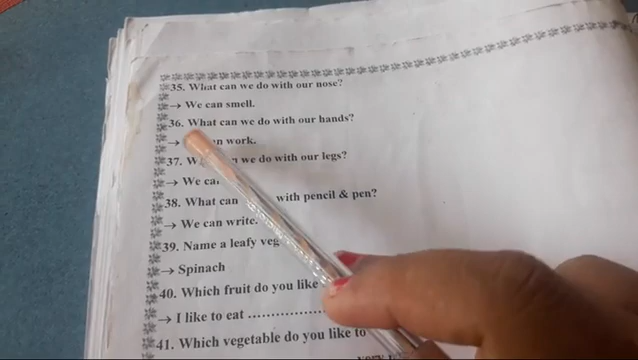 35. What can we do with our nose?
→ We can smell.
36. What can we do with our hands?
→ work.
37. we do with our legs?
→ We
38. What can with pencil & pen?
→ We can write.
39. Name a leafy
→ Spinach
40. Which fruit do you like
→ I like to eat ..................
41. Which vegetable do you like to